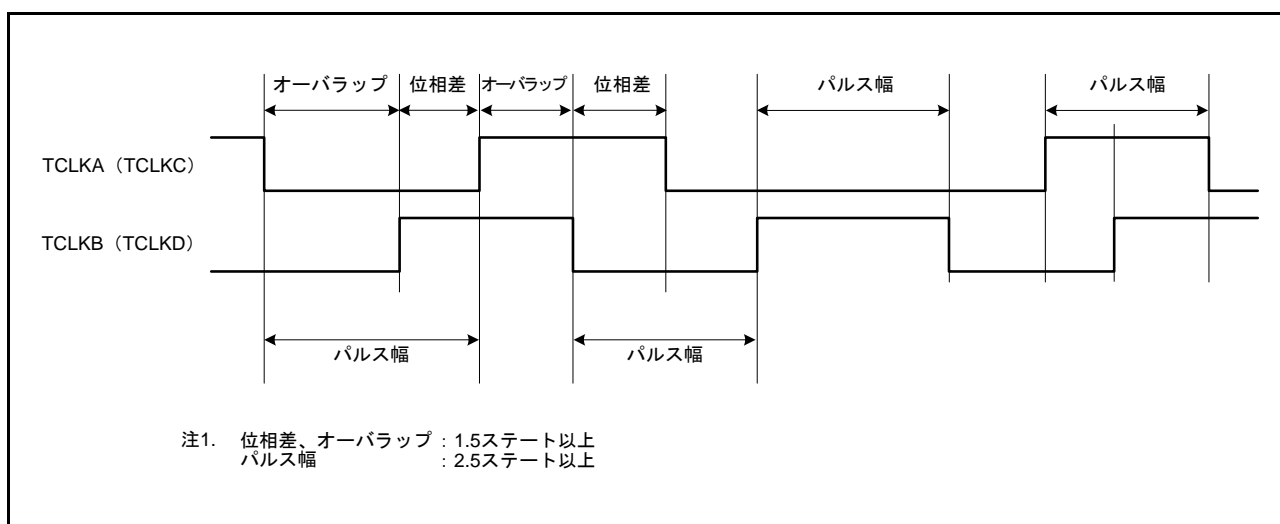 オーバラップ 位相差 オーバラップ 位相差 パルス幅 パルス幅
TCLKA（TCLKC）
TCLKB（TCLKD）
パルス幅 パルス幅
注1. 位相差、オーバラップ：1.5ステート以上
パルス幅 ：2.5ステート以上